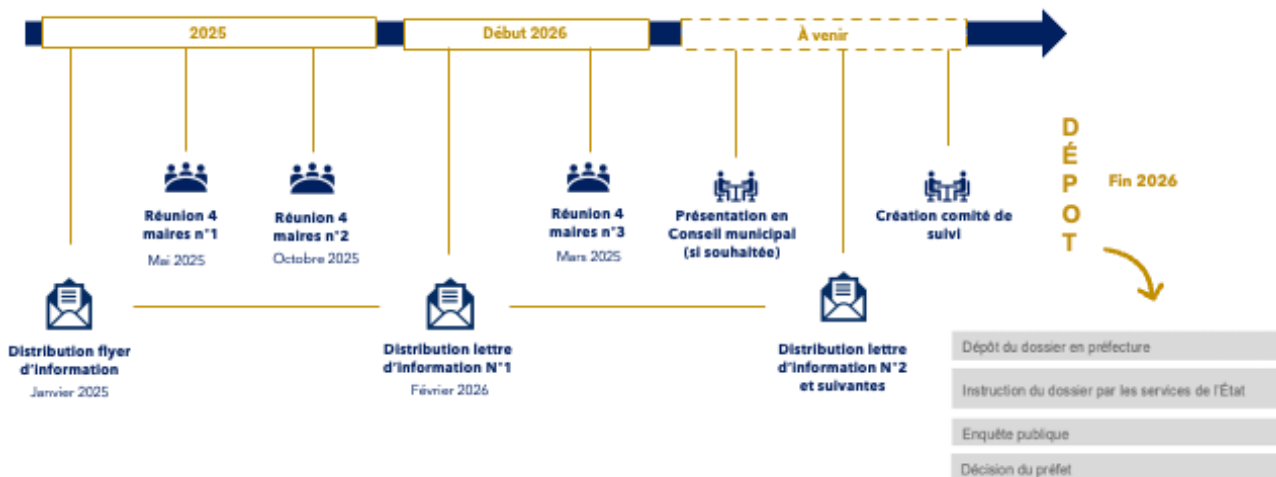 2025
Début 2026
À venir
Réunion 4
maires n°1
Mai 2025
Réunion 4
maires n°2
Octobre 2025
Réunion 4
maires n°3
Mars 2025
Présentation en
Conseil municipal
(si souhaitée)
Création comité de
suivi
DÉPOT
Fin 2026
Distribution flyer
d'information
Janvier 2025
Distribution lettre
d'information N°1
Février 2026
Distribution lettre
d'information N°2
et suivantes
Dépôt du dossier en préfecture
Instruction du dossier par les services de l'État
Enquête publique
Décision du préfet